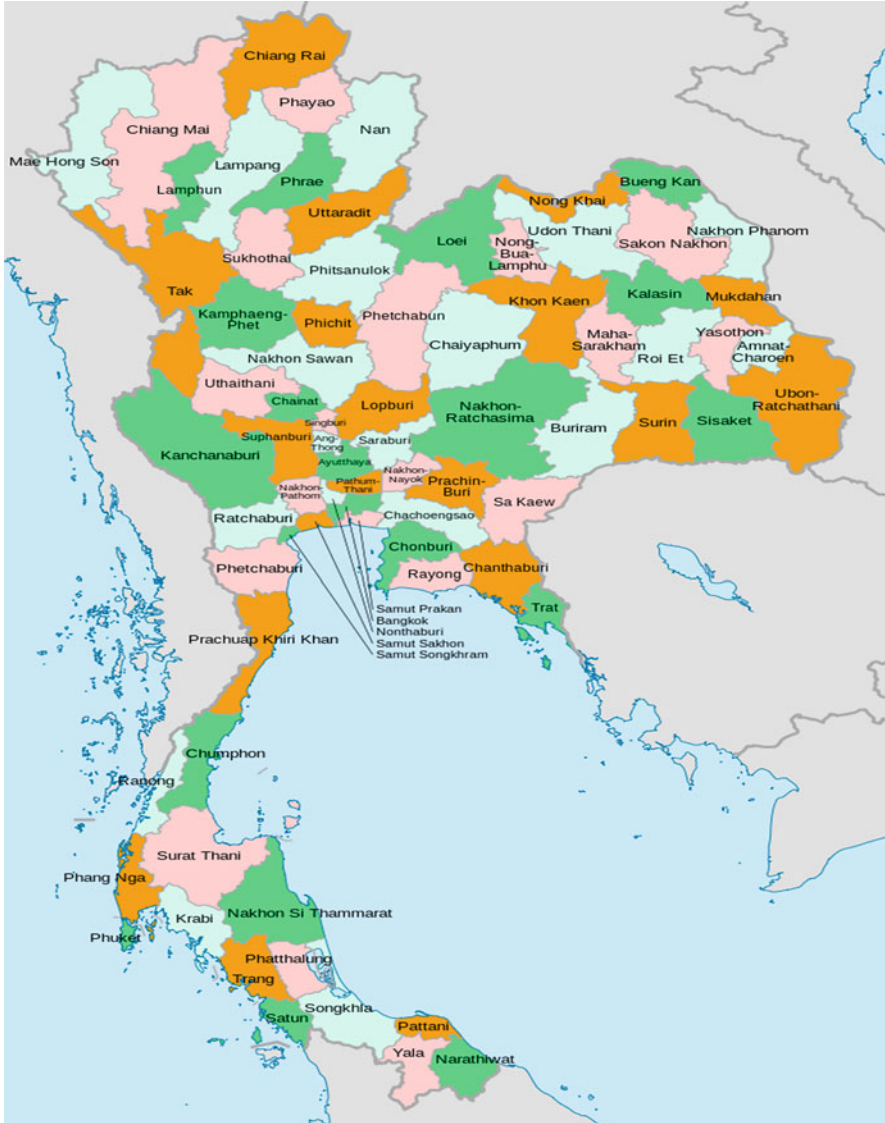 Chiang Rai
Phayao
Nan
Chiang Mai
Mae Hong Son
Lampang
Lamphun
Phrae
Uttaradit
Bueng Kan
Nong Khai
Loei
Udon Thani
Nakhon Phanom
Sakon Nakhon
Nong-
Bua-
Lamphu
Sukhothai
Phitsanulok
Tak
Kamphaeng-
Phet
Phichit
Phetchabun
Khon Kaen
Kalasin
Mukdahan
Chaiyaphum
Maha-
Sarakham
Roi Et
Yasothon
Amnat-
Charoen
Nakhon Sawan
Uthaithani
Chainat
Lopburi
Nakhon-
Ratchasima
Buriram
Surin
Sisaket
Ubon-
Ratchathani
Singburi
Suphanburi
Ang-
Thong
Saraburi
Kanchanaburi
Ayutthaya
Nakhon-
Nayok
Pathum-
Thani
Prachin-
Buri
Nakhon-
Pathom
Sa Kaew
Ratchaburi
Chachoengsao
Chonburi
Phetchaburi
Rayong
Chanthaburi
Trat
Samut Prakan
Bangkok
Nonthaburi
Samut Sakhon
Samut Songkhram
Prachuap Khiri Khan
Chumphon
Ranong
Surat Thani
Phang Nga
Krabi
Nakhon Si Thammarat
Phuket
Phatthalung
Trang
Songkhla
Satun
Pattani
Yala
Narathiwat